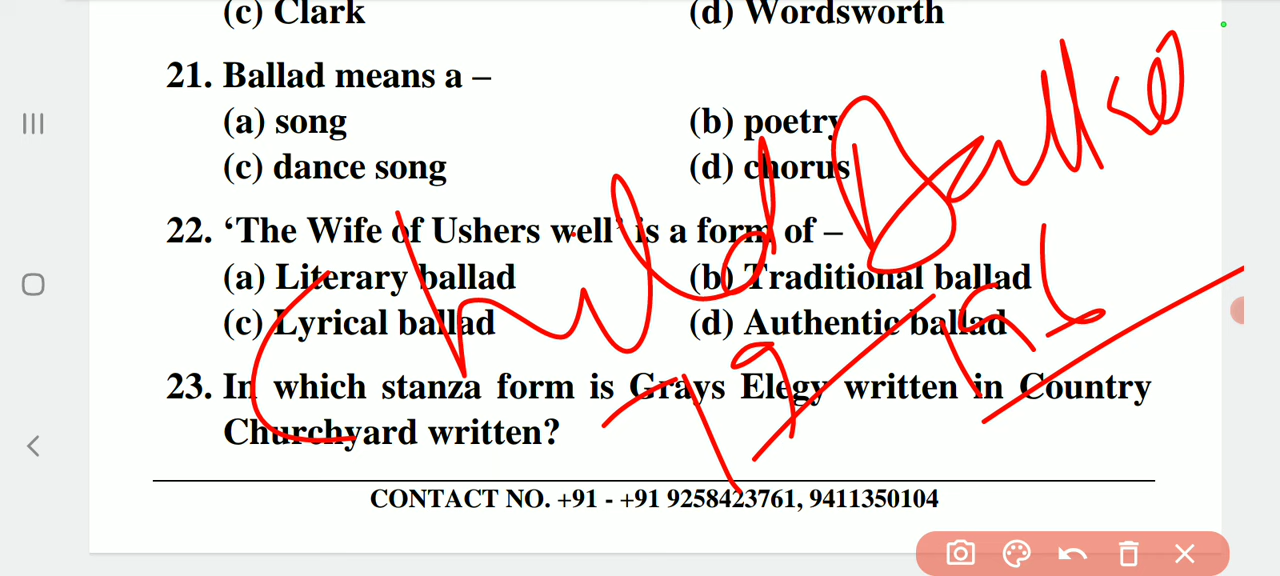 (c) Clark (d) Wordsworth
21. Ballad means a –
(a) song (b) poetry
(c) dance song (d) chorus
22. ‘The Wife of Ushers well’ is a form of –
(a) Literary ballad (b) Traditional ballad
(c) Lyrical ballad (d) Authentic ballad
23. In which stanza form is Grays Elegy written in Country
Churchyard written?
CONTACT NO. +91 - +91 9258423761, 9411350104
Child